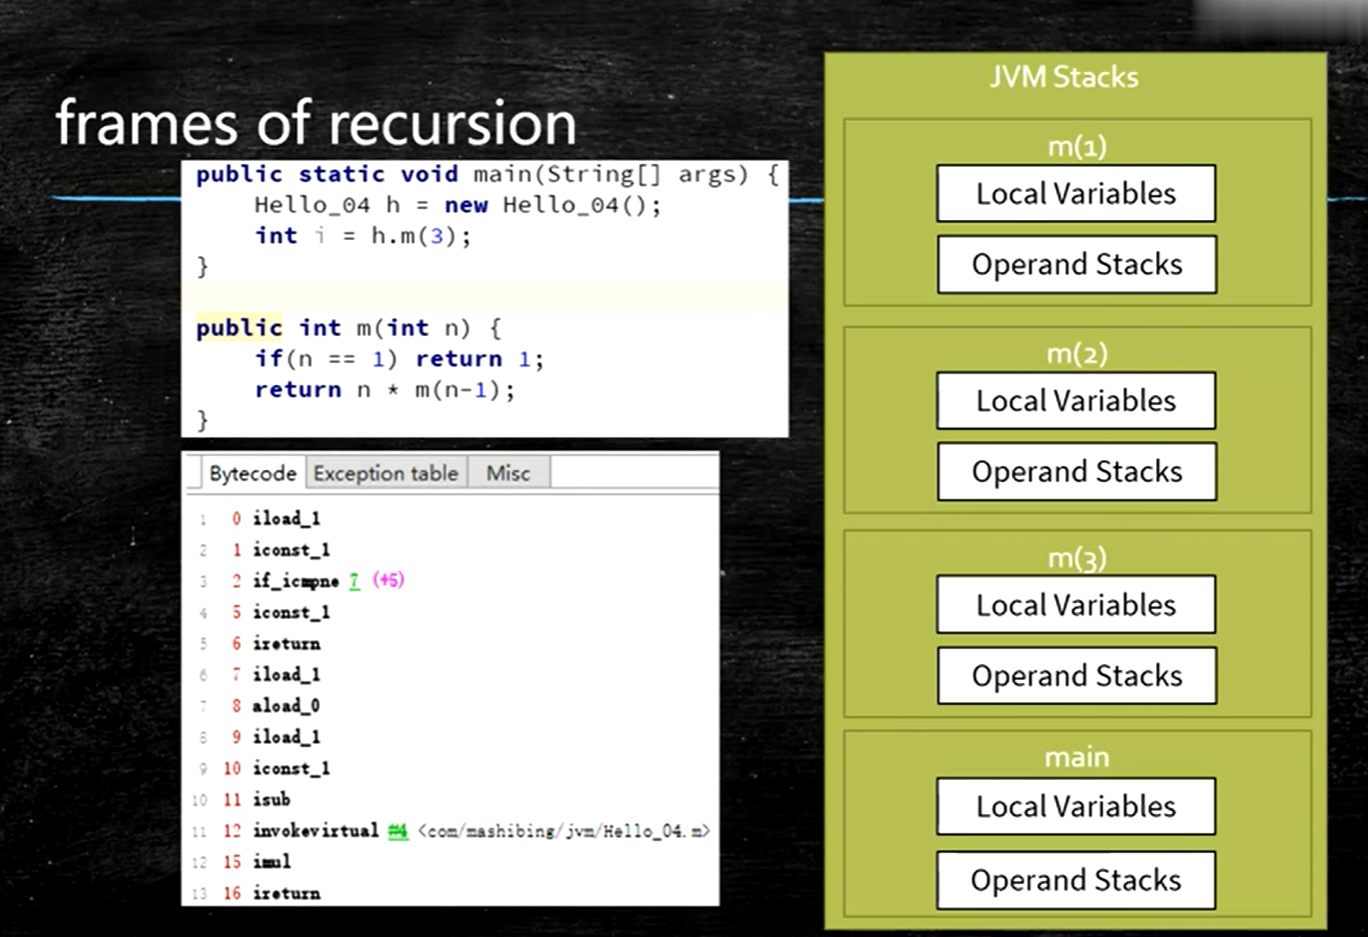 frames of recursion
public static void main(String[] args) {
Hello_04 h = new Hello_04();
int i = h.m(3);
}
public int m(int n) {
if(n == 1) return 1;
return n * m(n-1);
}
Bytecode Exception table Misc
1 0 iload_1
2 1 iconst_1
3 2 if_icmpne 7 (+5)
4 5 iconst_1
5 6 ireturn
6 7 iload_1
7 8 aload_0
8 9 iload_1
9 10 iconst_1
10 11 isub
11 12 invokevirtual #4 <com/mashibing/jvm/Hello_04.m>
12 15 imul
13 16 ireturn
JVM Stacks
m(1)
Local Variables
Operand Stacks
m(2)
Local Variables
Operand Stacks
m(3)
Local Variables
Operand Stacks
main
Local Variables
Operand Stacks